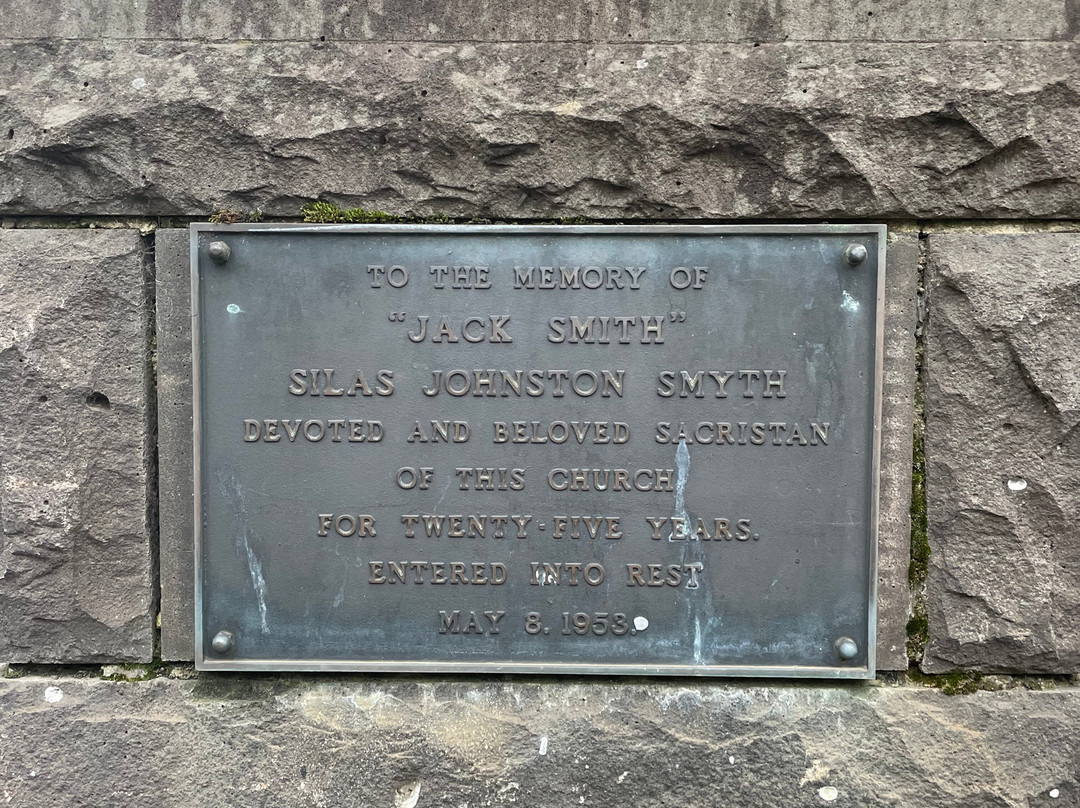 TO THE MEMORY OF
“JACK SMITH”
SILAS JOHNSTON SMYTH
DEVOTED AND BELOVED SACRISTAN
OF THIS CHURCH
FOR TWENTY-FIVE YEARS.
ENTERED INTO REST
MAY 8. 1953.